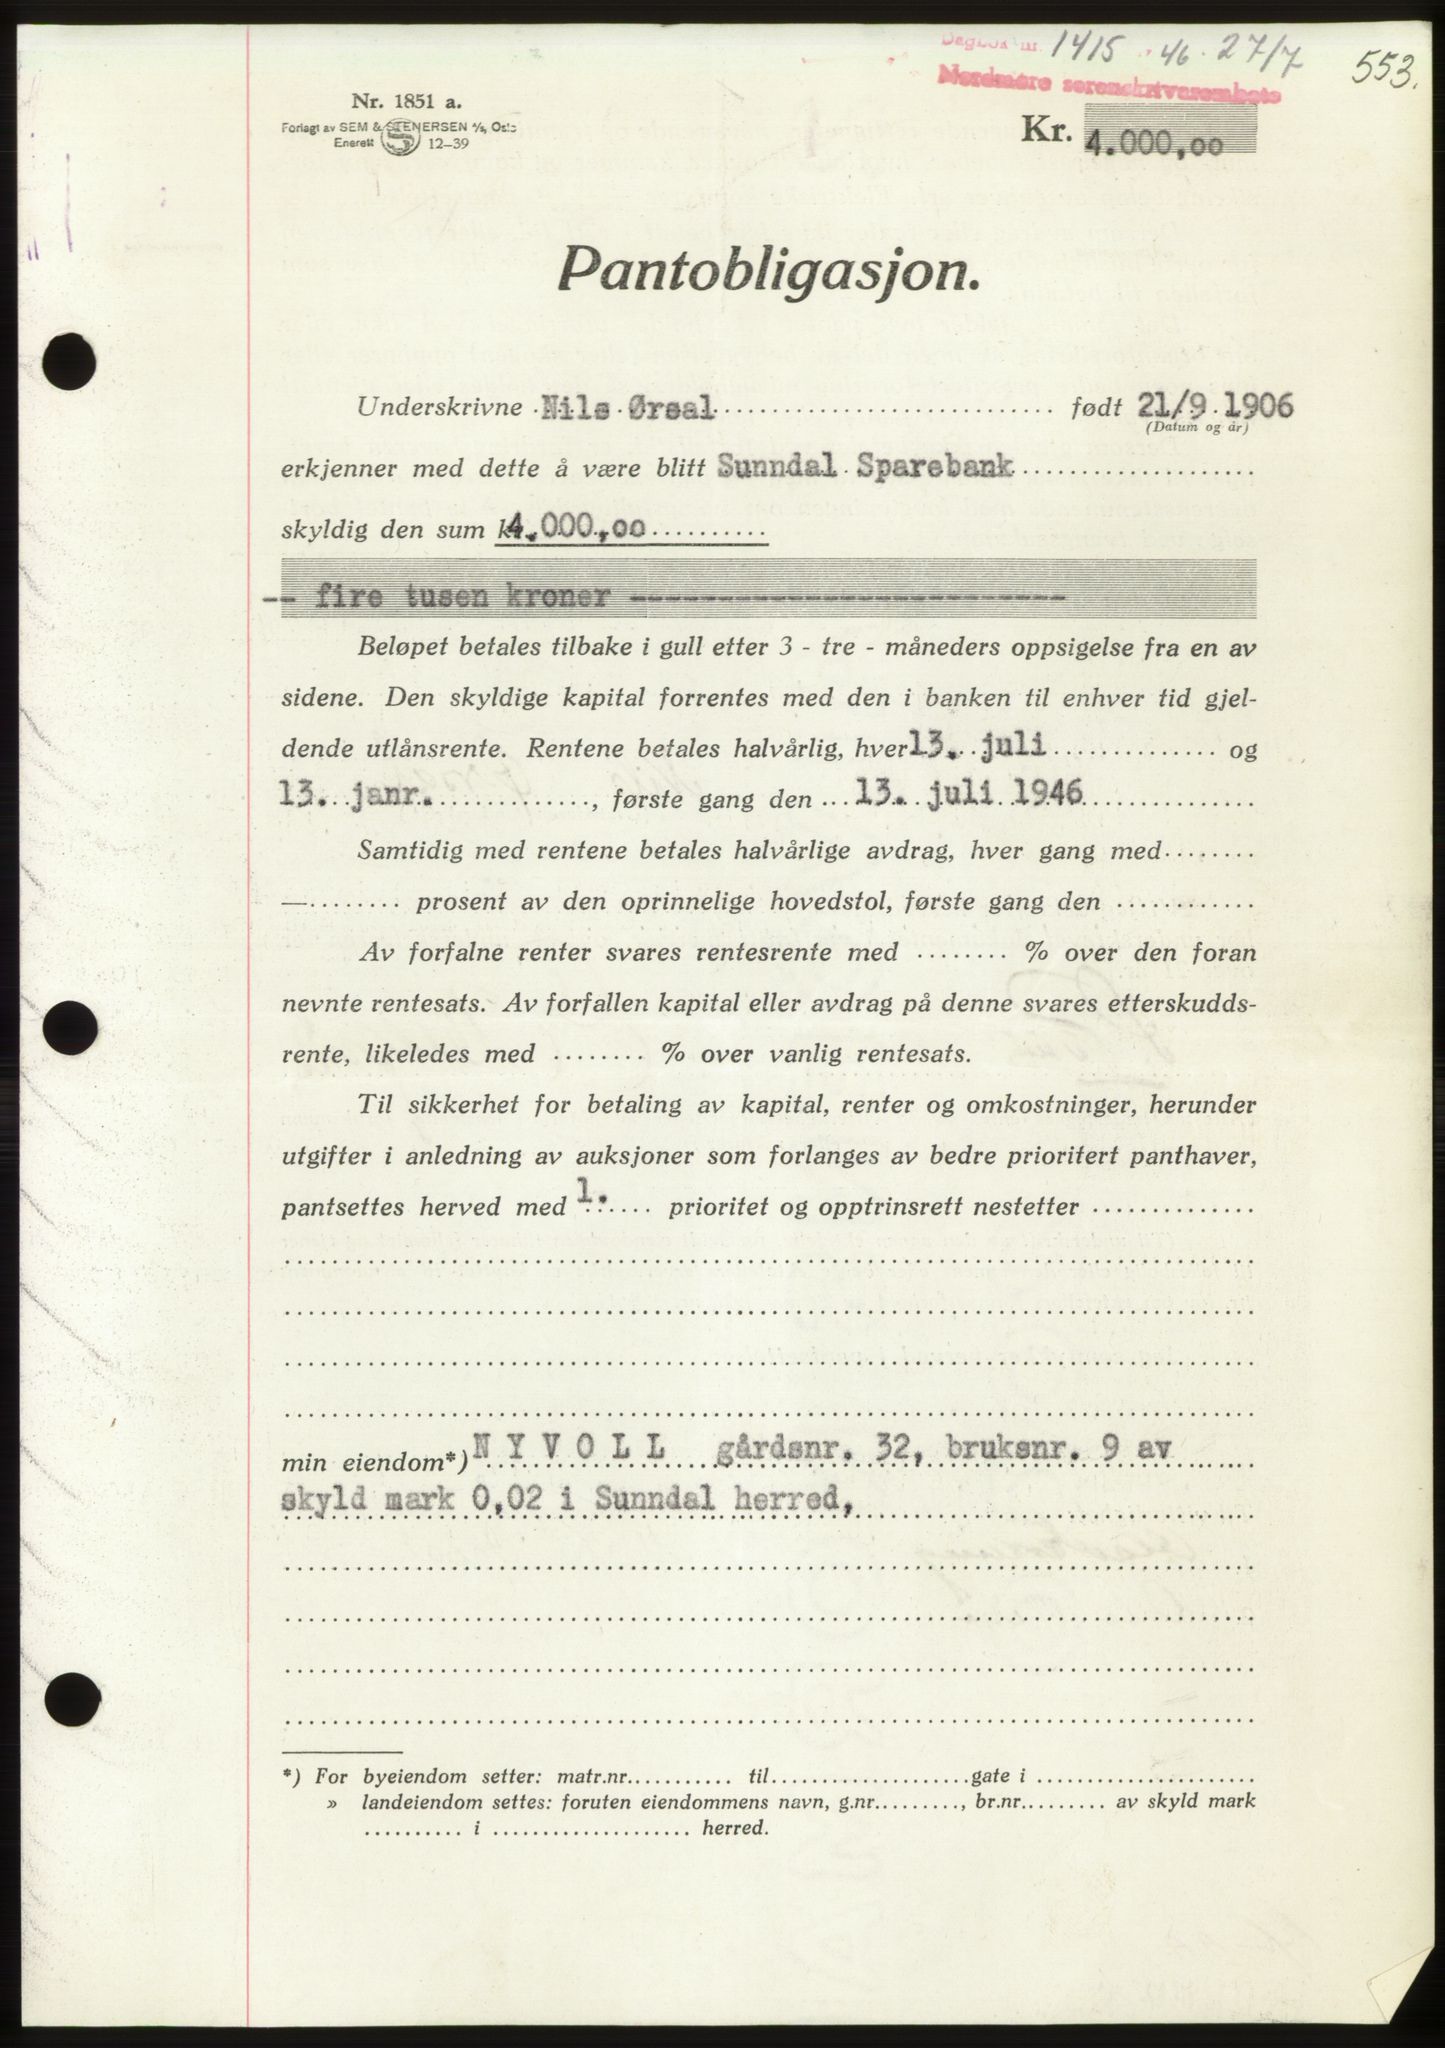 Dagbok nr. 1415 - 46 - 27/7
553.
Nordmøre sorenskriverembete
Nr. 1851 a.
Forlagt av SEM & STENERSEN A/S, Oslo
Enerett 12-39
Kr. 4.000,oo
Pantobligasjon.
Underskrivne Nils Ørsal født 21/9 1906
(Datum og år)
erkjenner med dette å være blitt Sunndal Sparebank
skyldig den sum kr. 4.000,oo
-- fire tusen kroner ------------------------
Beløpet betales tilbake i gull etter 3 - tre - måneders oppsigelse fra en av
sidene. Den skyldige kapital forrentes med den i banken til enhver tid gjel-
dende utlånsrente. Rentene betales halvårlig, hver 13. juli og
13. janr. , første gang den 13. juli 1946
Samtidig med rentene betales halvårlige avdrag, hver gang med
— prosent av den oprinnelige hovedstol, første gang den
Av forfalne renter svares rentesrente med ........ % over den foran
nevnte rentesats. Av forfallen kapital eller avdrag på denne svares etterskudds-
rente, likeledes med ........ % over vanlig rentesats.
Til sikkerhet for betaling av kapital, renter og omkostninger, herunder
utgifter i anledning av auksjoner som forlanges av bedre prioritert panthaver,
pantsettes herved med 1. prioritet og opptrinsrett nestetter
min eiendom*) N Y V O L L gårdsnr. 32, bruksnr. 9 av
skyld mark 0,02 i Sunndal herred,
*) For byeiendom setter: matr.nr........... til....................gate i ......................
» landeiendom settes: foruten eiendommens navn, g.nr........., br.nr......... av skyld mark
.......... i .................... herred.